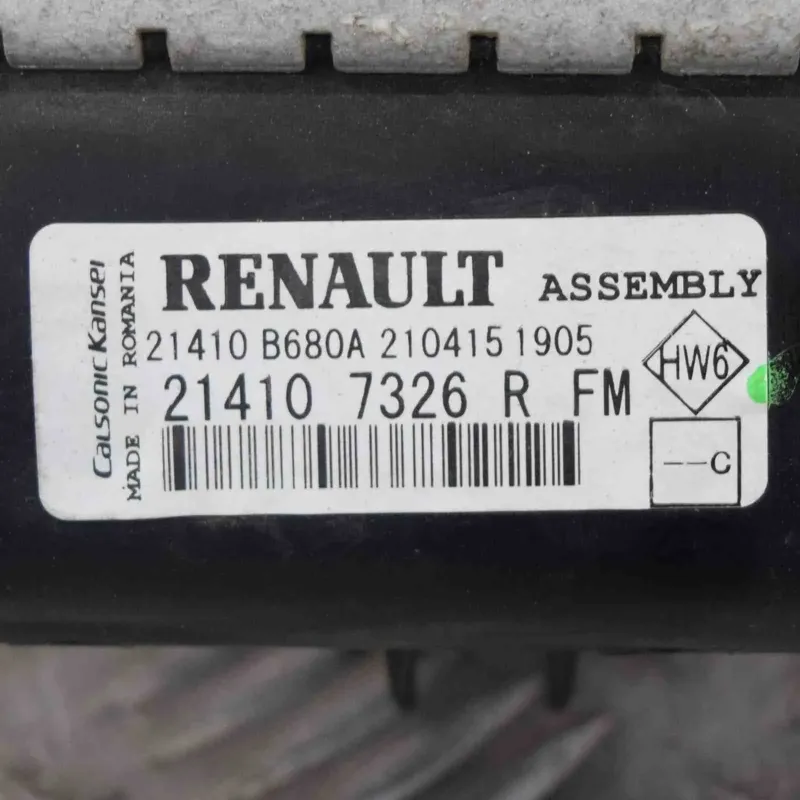 Calsonic Kansei
MADE IN ROMANIA
RENAULT ASSEMBLY
21410 B680A 210415 1905
21410 7326 R FM
HW6
--C